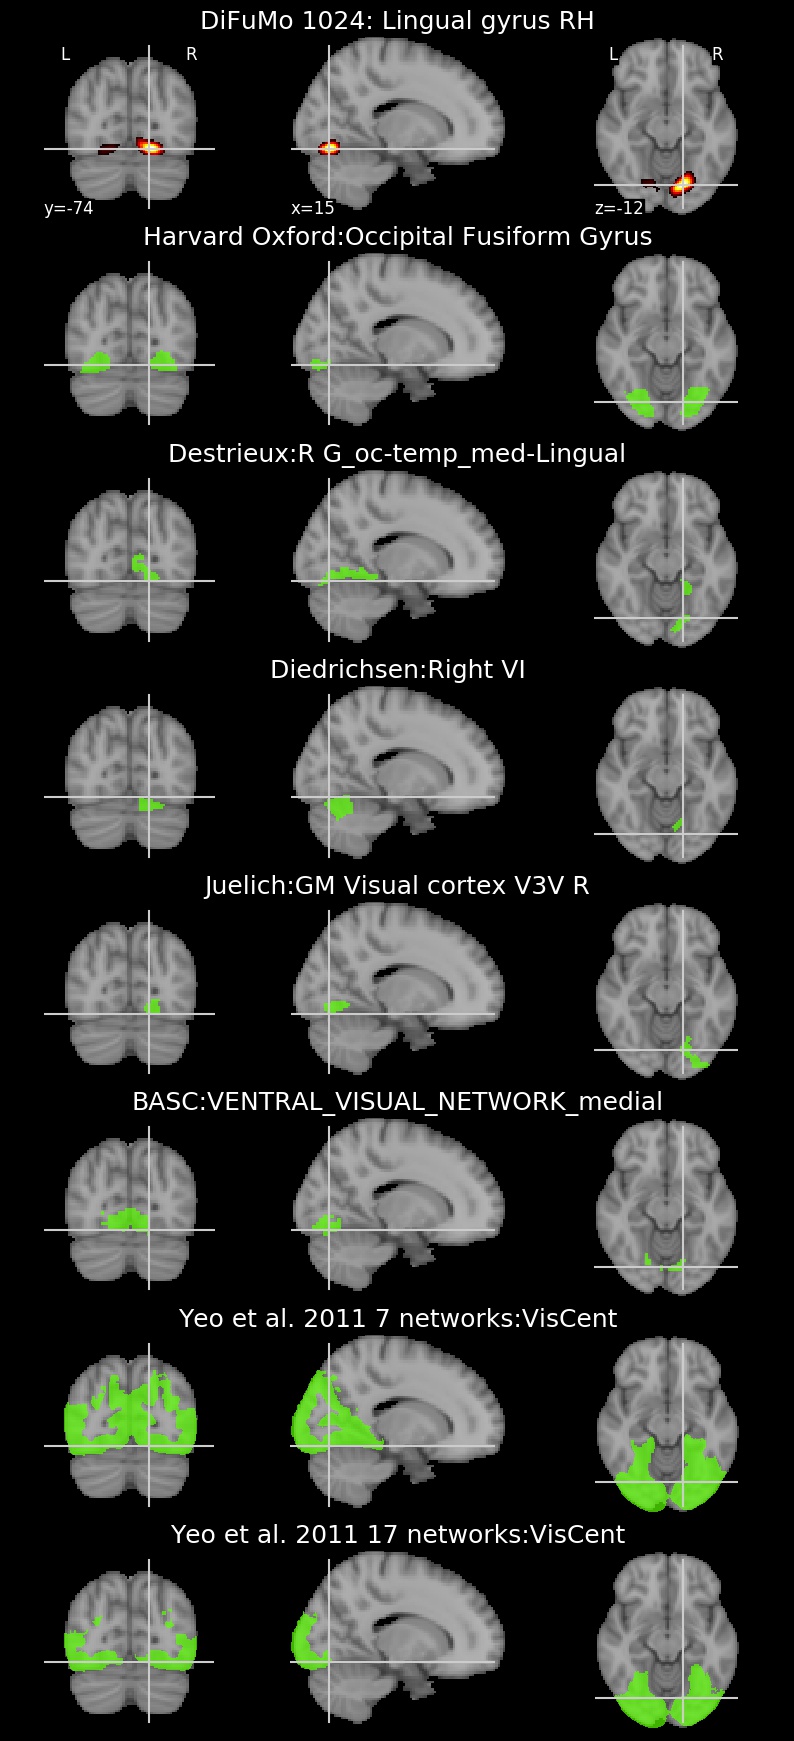 DiFuMo 1024: Lingual gyrus RH
L R L R
y=-74 x=15 z=-12
Harvard Oxford:Occipital Fusiform Gyrus
Destrieux:R G_oc-temp_med-Lingual
Diedrichsen:Right VI
Juelich:GM Visual cortex V3V R
BASC:VENTRAL_VISUAL_NETWORK_medial
Yeo et al. 2011 7 networks:VisCent
Yeo et al. 2011 17 networks:VisCent